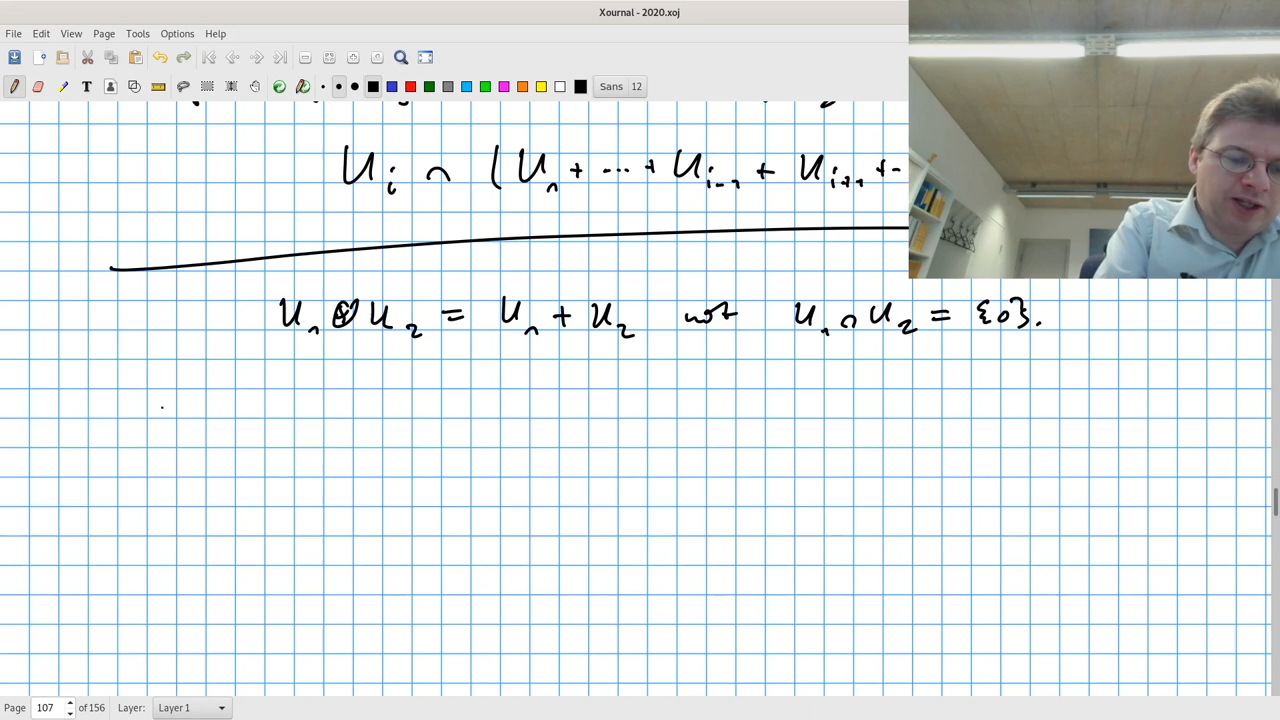 Xournal - 2020.xoj
File Edit View Page Tools Options Help
Sans 12
U_i ∩ (U_1 + ... + U_{i-1} + U_{i+1} + -
U_1 ⊕ U_2 = U_1 + U_2 mit U_1 ∩ U_2 = {0}.
Page 107 of 156 Layer: Layer 1